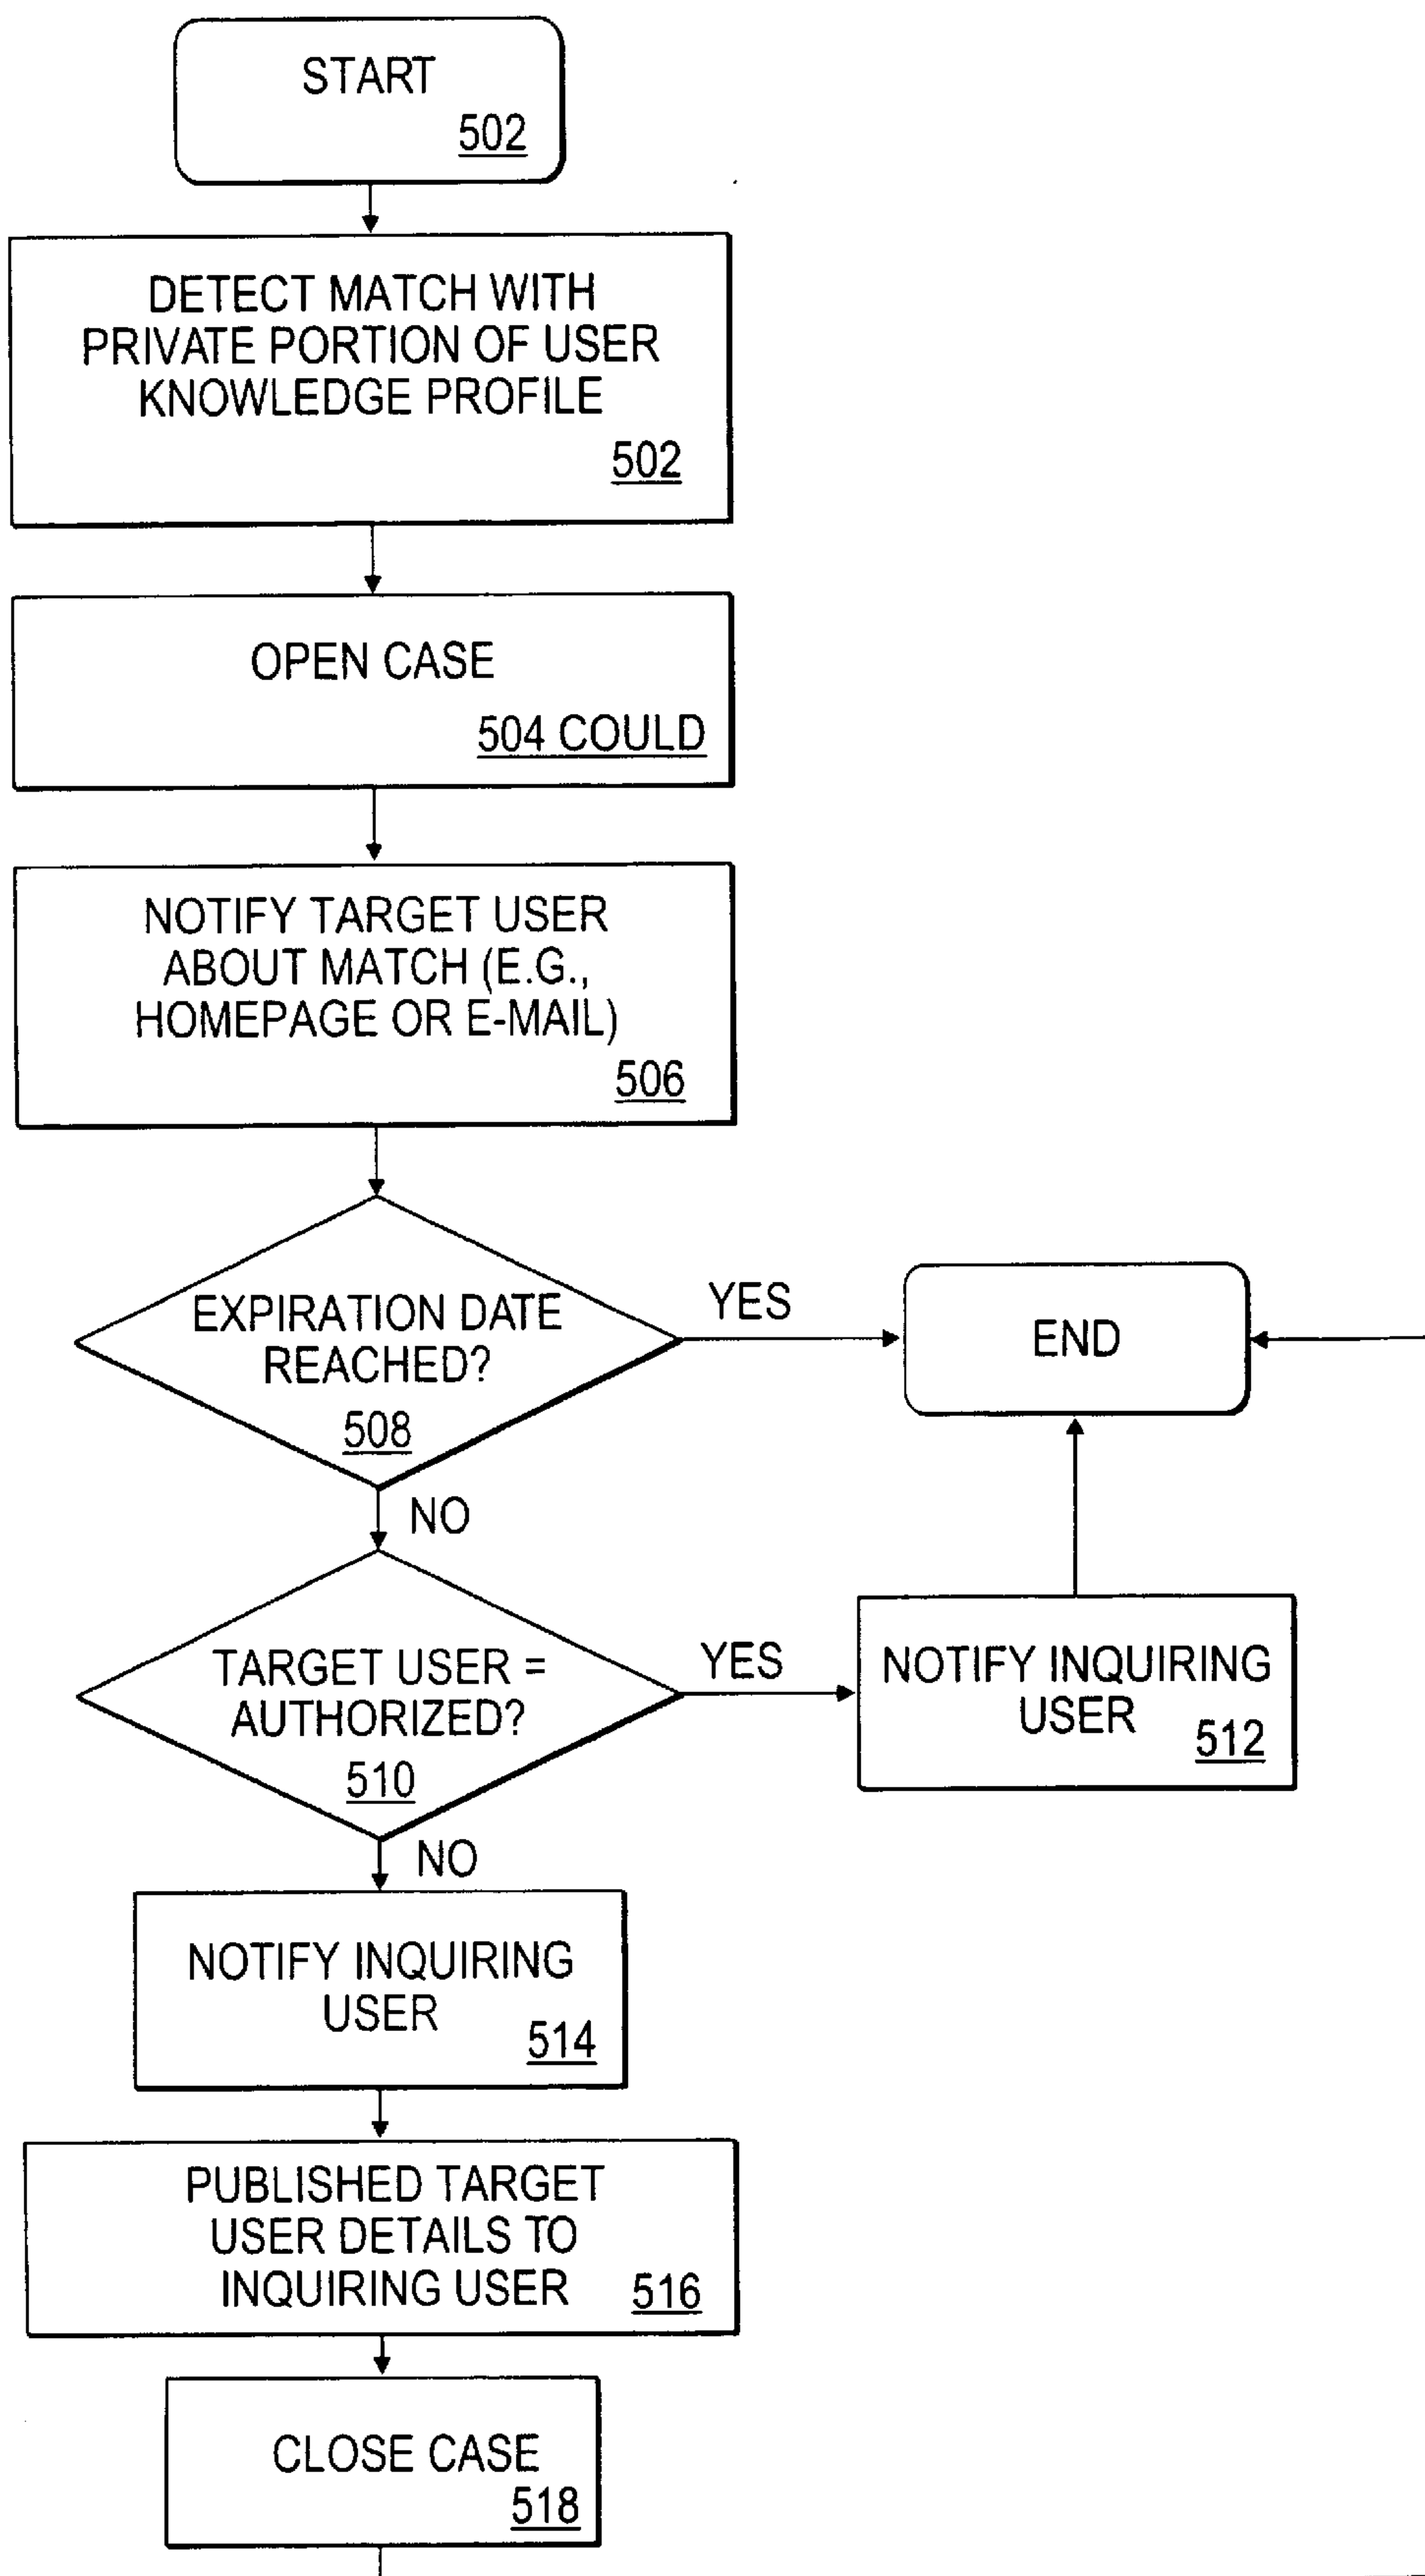 START
502
DETECT MATCH WITH
PRIVATE PORTION OF USER
KNOWLEDGE PROFILE
502
OPEN CASE
504 COULD
NOTIFY TARGET USER
ABOUT MATCH (E.G.,
HOMEPAGE OR E-MAIL)
506
EXPIRATION DATE
REACHED?
508
YES
END
NO
TARGET USER =
AUTHORIZED?
510
YES
NOTIFY INQUIRING
USER
512
NO
NOTIFY INQUIRING
USER
514
PUBLISHED TARGET
USER DETAILS TO
INQUIRING USER
516
CLOSE CASE
518